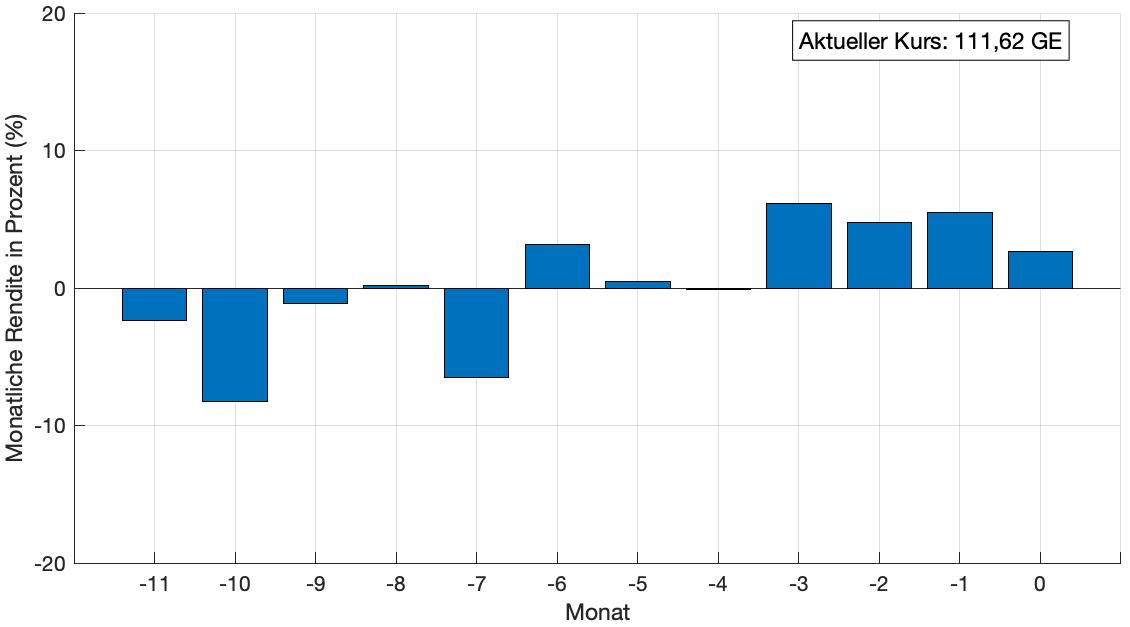 20
Aktueller Kurs: 111,62 GE
10
0
-10
-20
Monatliche Rendite in Prozent (%)
-11 -10 -9 -8 -7 -6 -5 -4 -3 -2 -1 0
Monat